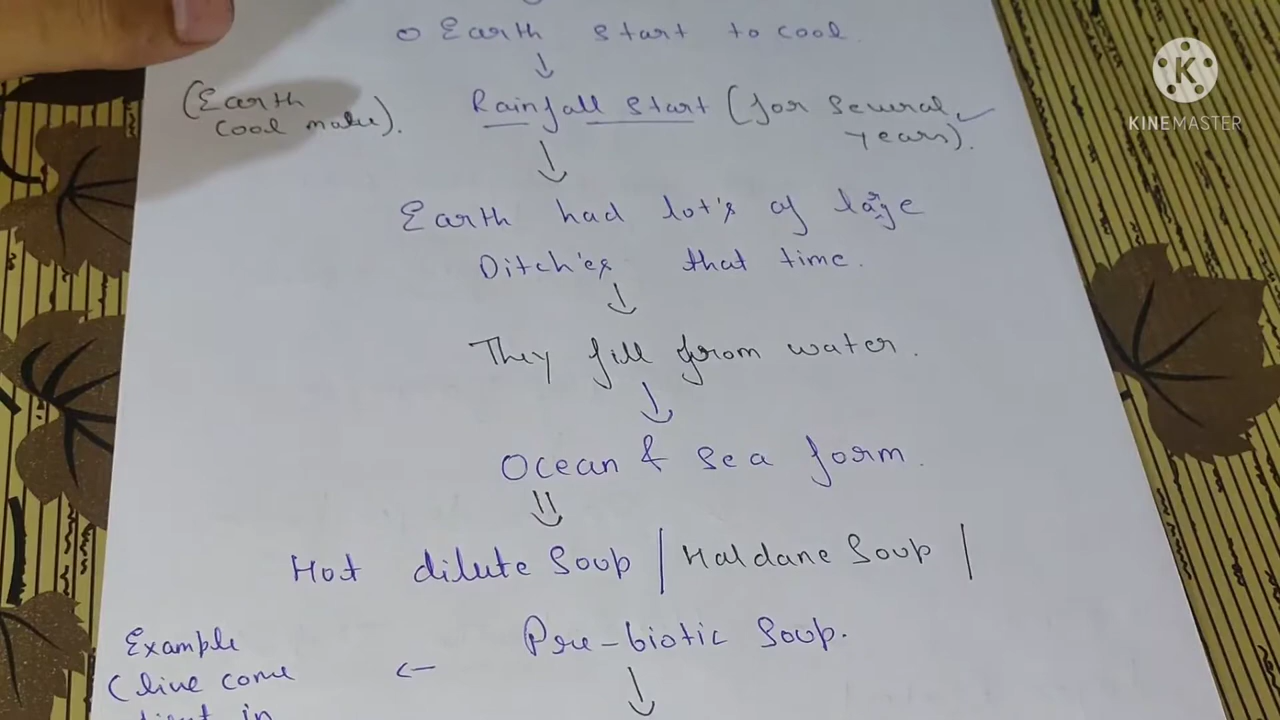 Earth start to cool.
(Earth
cool make).
Rainfall start (for several
years).
Earth had lot's of large
Ditch'es that time.
They fill from water.
Ocean & sea form.
Hot dilute Soup / Haldane Soup /
Pre-biotic Soup.
Example
( live come
in
K
KINEMASTER